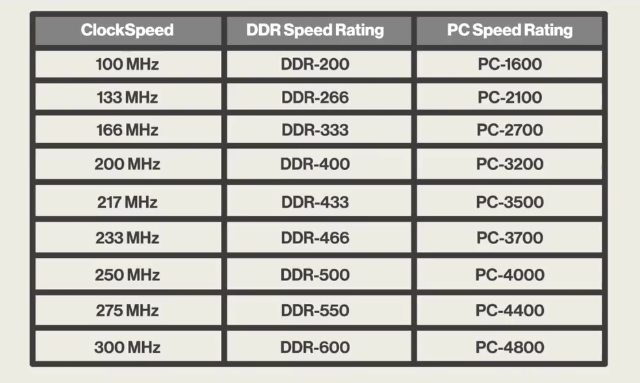 ClockSpeed DDR Speed Rating PC Speed Rating
100 MHz DDR-200 PC-1600
133 MHz DDR-266 PC-2100
166 MHz DDR-333 PC-2700
200 MHz DDR-400 PC-3200
217 MHz DDR-433 PC-3500
233 MHz DDR-466 PC-3700
250 MHz DDR-500 PC-4000
275 MHz DDR-550 PC-4400
300 MHz DDR-600 PC-4800